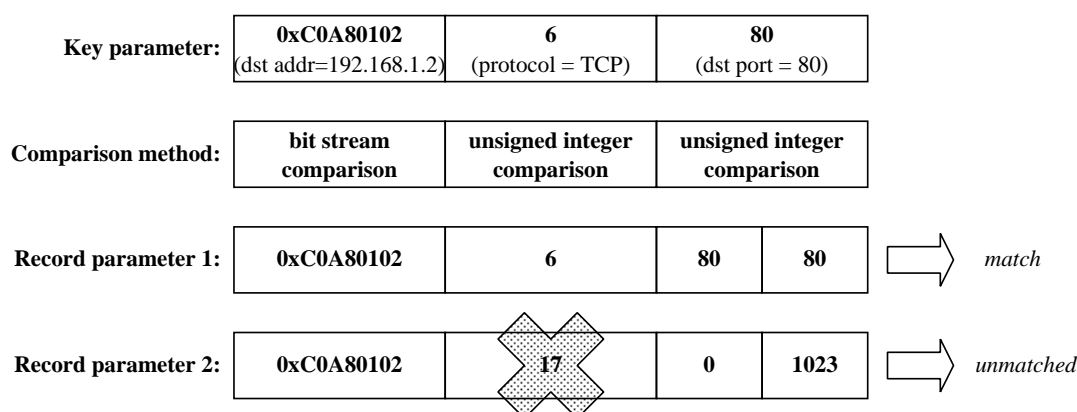 Key parameter: 0xC0A80102 6 80
(dst addr=192.168.1.2) (protocol = TCP) (dst port = 80)
Comparison method: bit stream unsigned integer unsigned integer
comparison comparison comparison
Record parameter 1: 0xC0A80102 6 80 80 match
Record parameter 2: 0xC0A80102 17 0 1023 unmatched